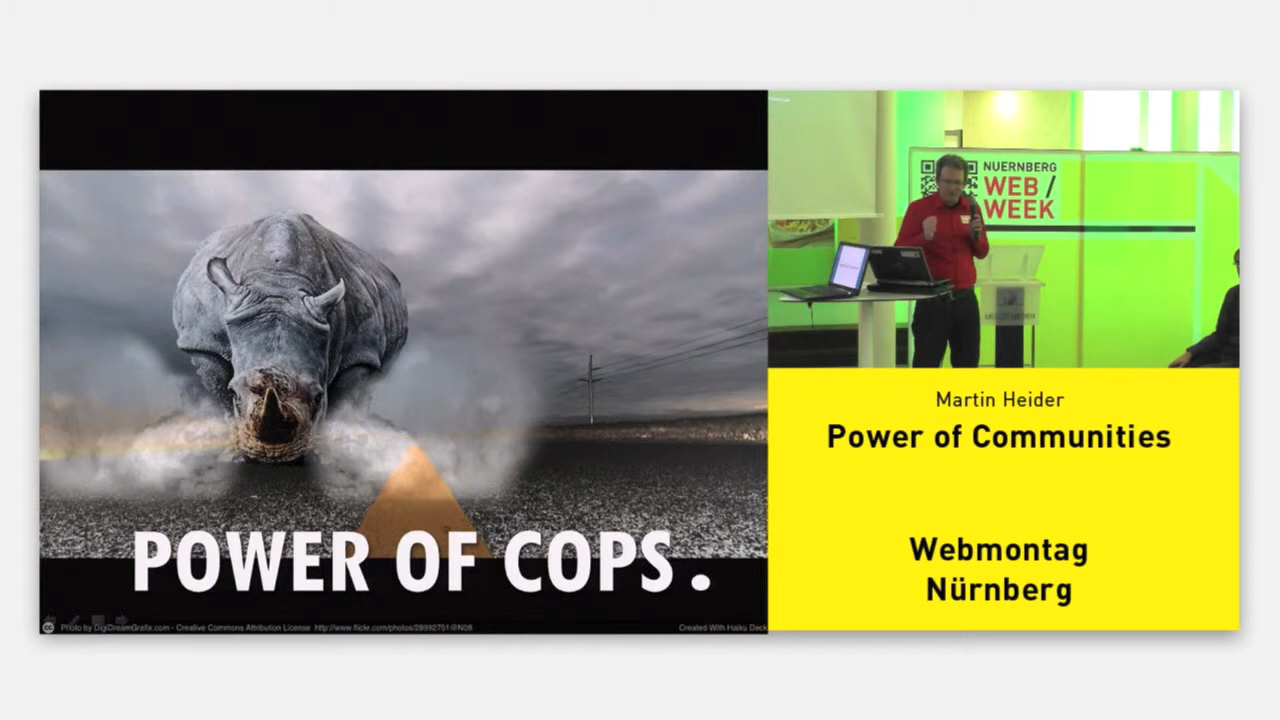 POWER OF COPS.
Photo by DigiDreamGrafix.com - Creative Commons Attribution License http://www.flickr.com/photos/28992751@N08
Created With Haiku Deck
NUERNBERG
WEB /
WEEK
Martin Heider
Power of Communities
Webmontag
Nürnberg